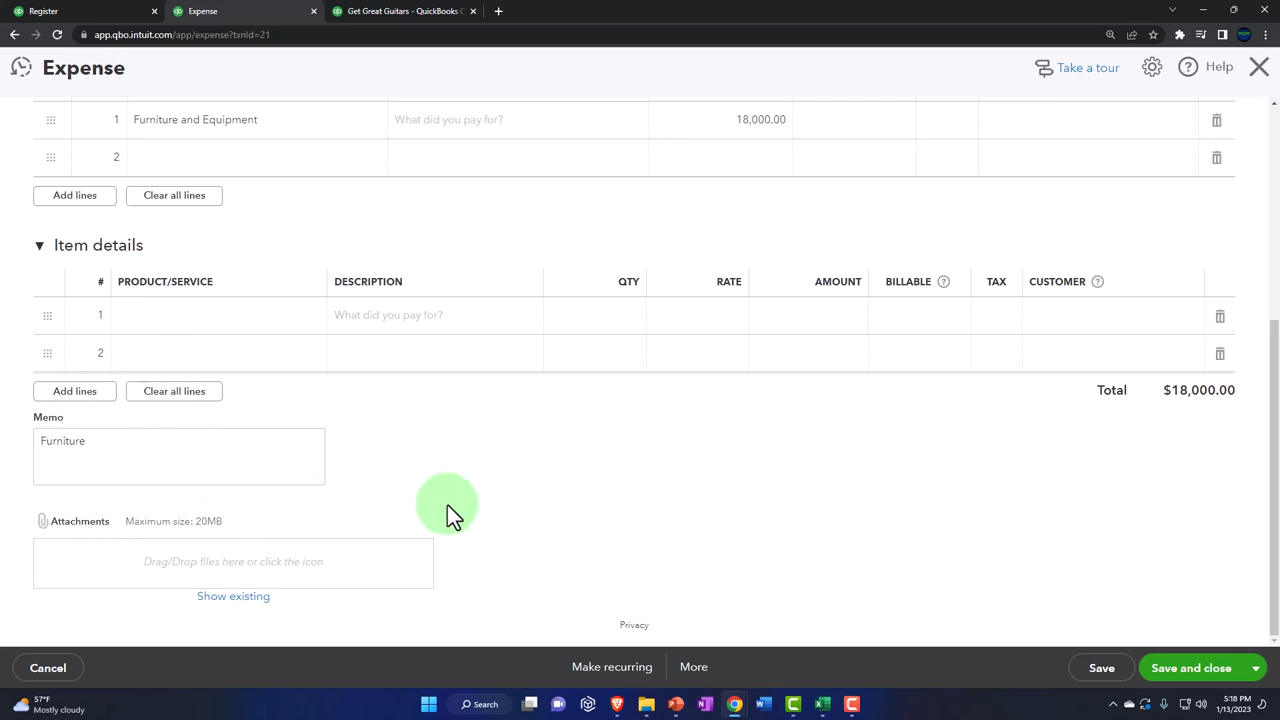 Register
Expense
Get Great Guitars - QuickBooks C
app.qbo.intuit.com/app/expense?txnId=21
Expense
Take a tour
Help
1 Furniture and Equipment What did you pay for? 18,000.00
2
Add lines Clear all lines
Item details
# PRODUCT/SERVICE DESCRIPTION QTY RATE AMOUNT BILLABLE ? TAX CUSTOMER ?
1 What did you pay for?
2
Add lines Clear all lines Total $18,000.00
Memo
Furniture
Attachments Maximum size: 20MB
Drag/Drop files here or click the icon
Show existing
Privacy
Cancel Make recurring More Save Save and close
57°F
Mostly cloudy
Search
5:18 PM
1/13/2023